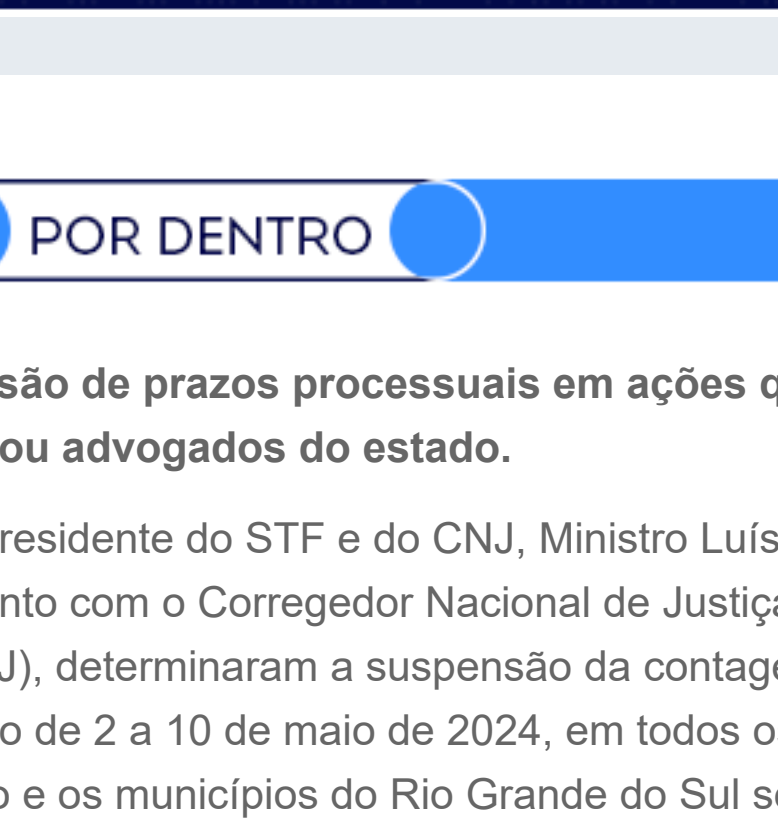 POR DENTRO
são de prazos processuais em ações
ou advogados do estado.
residente do STF e do CNJ, Ministro Luís
nto com o Corregedor Nacional de Justiça
J), determinaram a suspensão da contage
o de 2 a 10 de maio de 2024, em todos o
o e os municípios do Rio Grande do Sul se